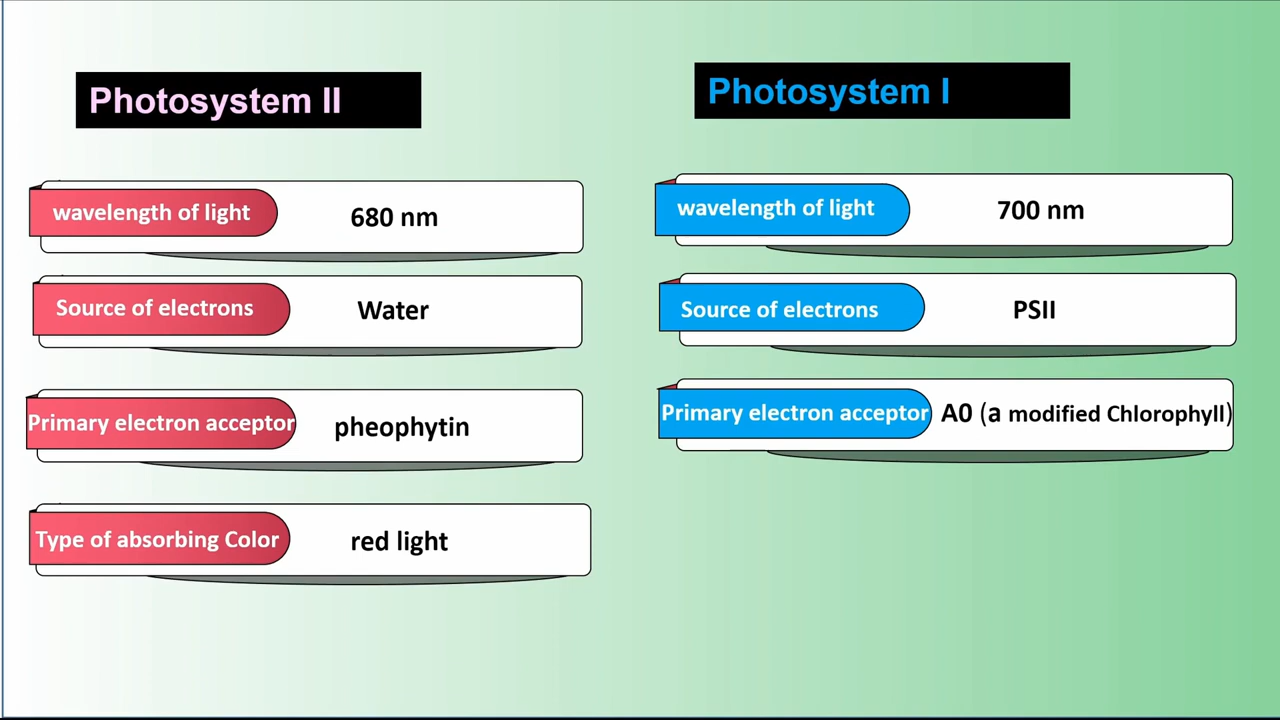 Photosystem II
wavelength of light
680 nm
Source of electrons
Water
Primary electron acceptor
pheophytin
Type of absorbing Color
red light
Photosystem I
wavelength of light
700 nm
Source of electrons
PSII
Primary electron acceptor
A0 (a modified Chlorophyll)